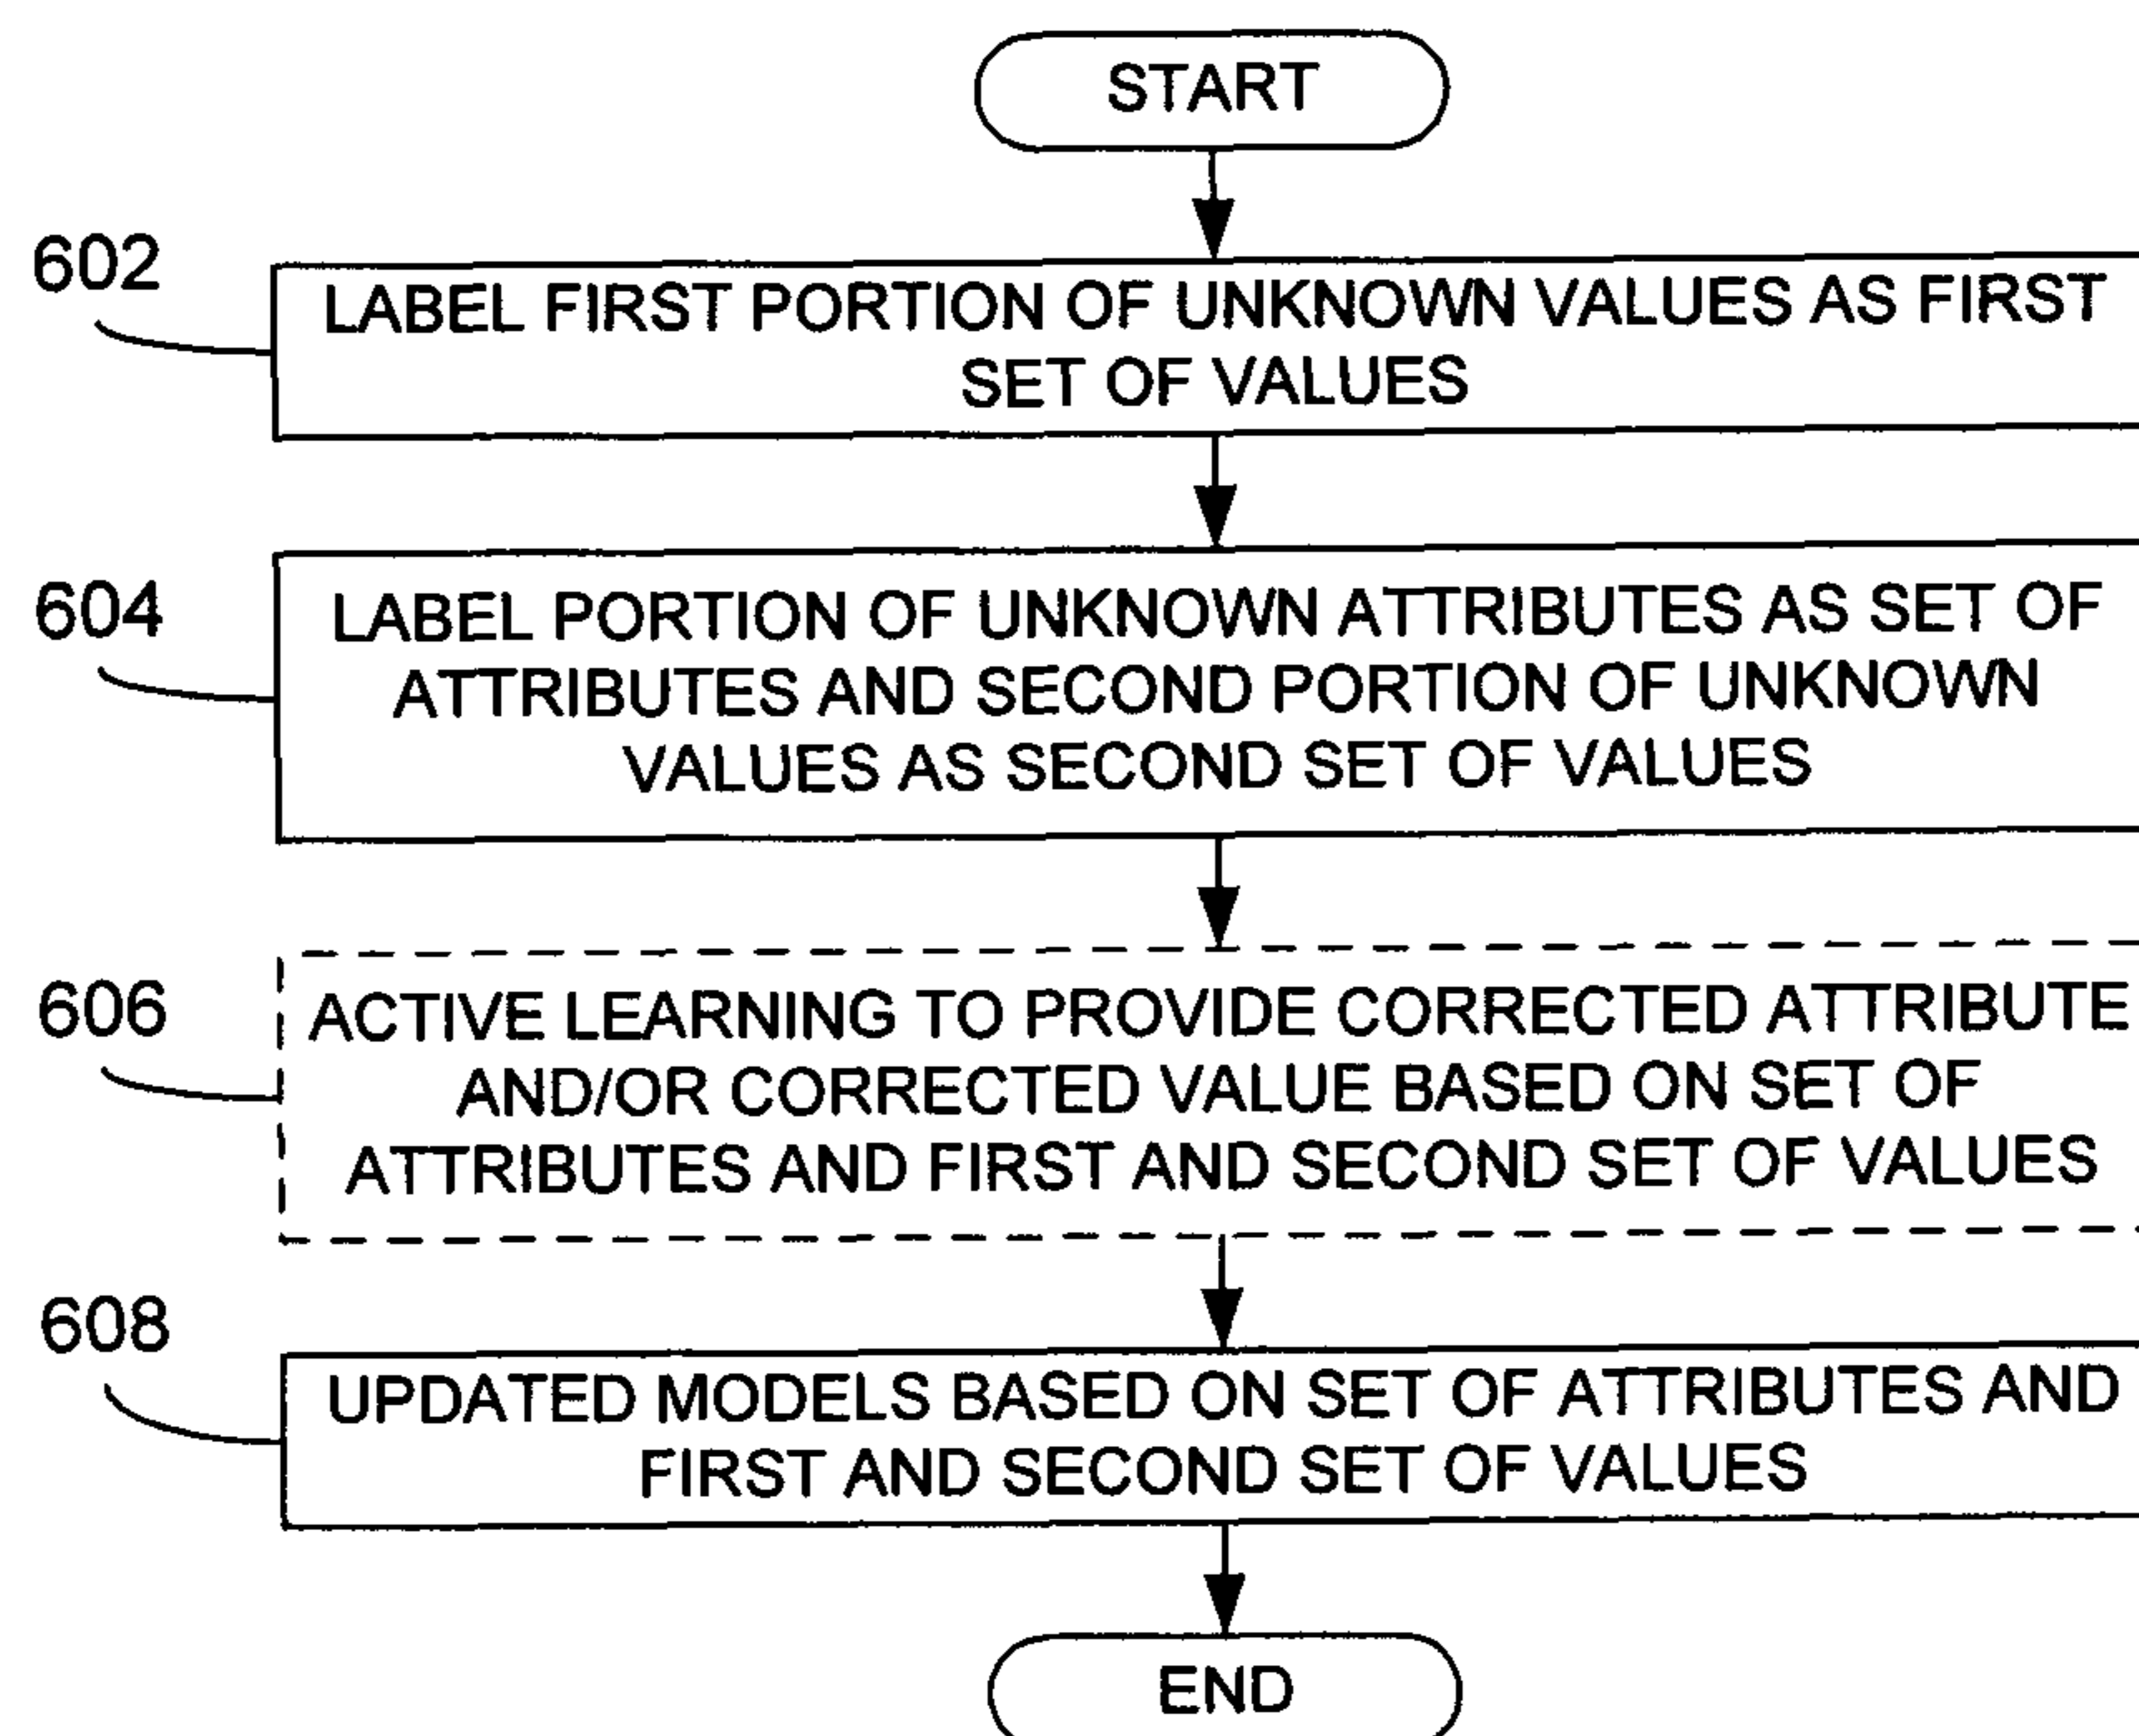 START
602
LABEL FIRST PORTION OF UNKNOWN VALUES AS FIRST
SET OF VALUES
604
LABEL PORTION OF UNKNOWN ATTRIBUTES AS SET OF
ATTRIBUTES AND SECOND PORTION OF UNKNOWN
VALUES AS SECOND SET OF VALUES
606
ACTIVE LEARNING TO PROVIDE CORRECTED ATTRIBUTE
AND/OR CORRECTED VALUE BASED ON SET OF
ATTRIBUTES AND FIRST AND SECOND SET OF VALUES
608
UPDATED MODELS BASED ON SET OF ATTRIBUTES AND
FIRST AND SECOND SET OF VALUES
END